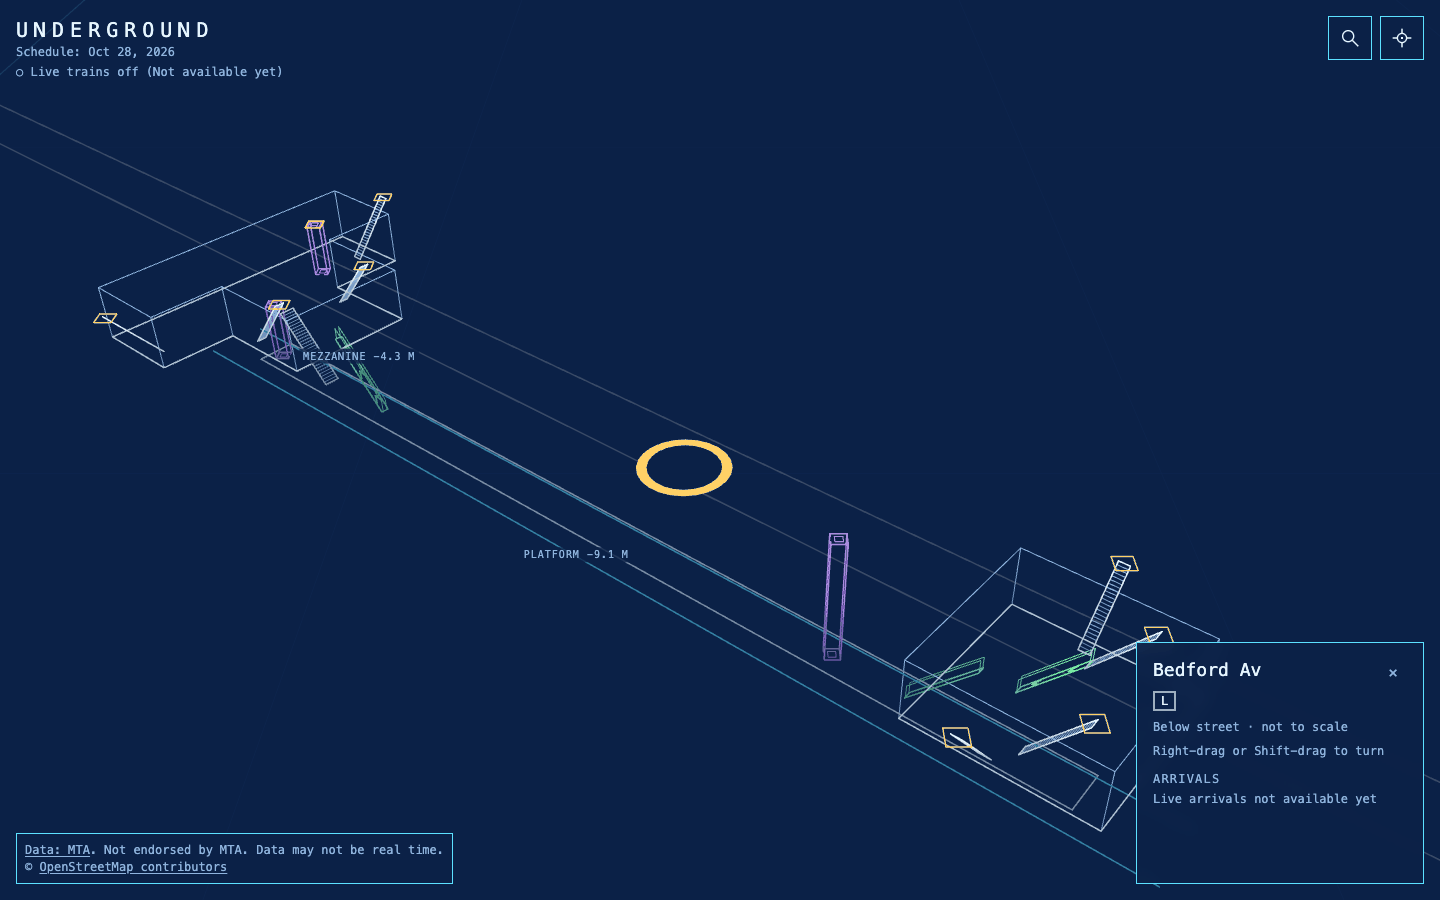 UNDERGROUND
Schedule: Oct 28, 2026
Live trains off (Not available yet)
MEZZANINE −4.3 M
PLATFORM −9.1 M
Bedford Av
×
L
Below street · not to scale
Right-drag or Shift-drag to turn
ARRIVALS
Live arrivals not available yet
Data: MTA. Not endorsed by MTA. Data may not be real time.
© OpenStreetMap contributors